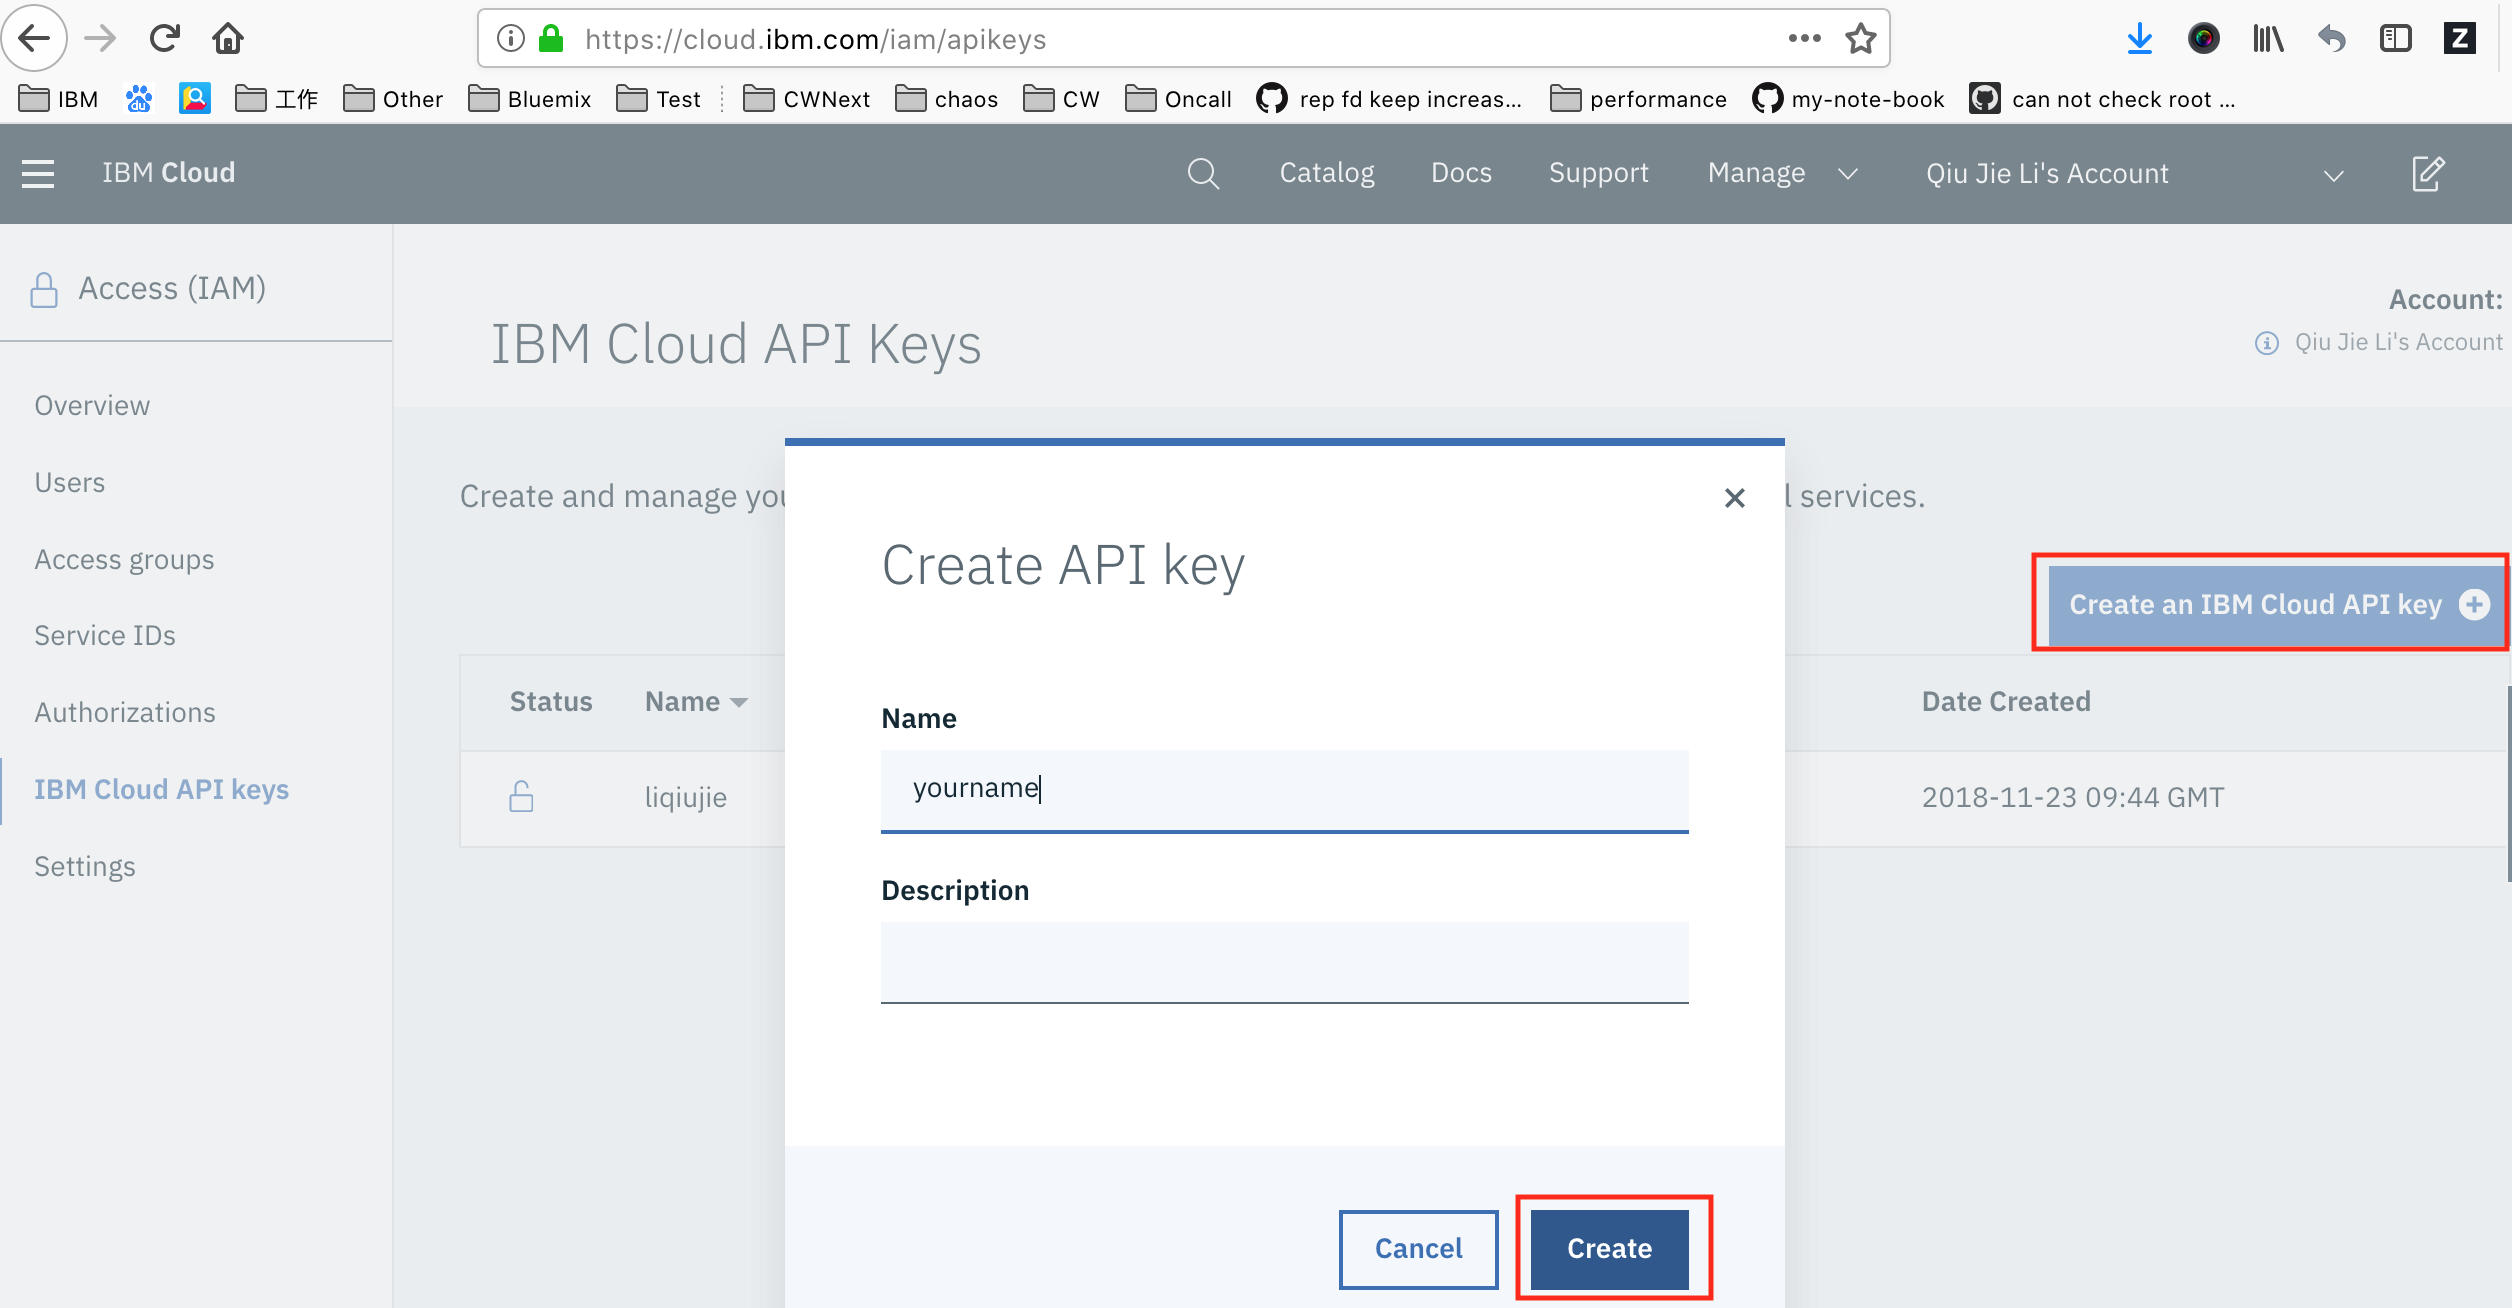 https://cloud.ibm.com/iam/apikeys
IBM du 工作 Other Bluemix Test CWNext chaos CW Oncall rep fd keep increas... performance my-note-book can not check root ...
IBM Cloud Catalog Docs Support Manage Qiu Jie Li's Account
Access (IAM)
Overview
Users
Access groups
Service IDs
Authorizations
IBM Cloud API keys
Settings
IBM Cloud API Keys
Account:
Qiu Jie Li's Account
Create and manage you
l services.
Create an IBM Cloud API key
Status Name Date Created
liqiujie 2018-11-23 09:44 GMT
Create API key
Name
yourname
Description
Cancel Create